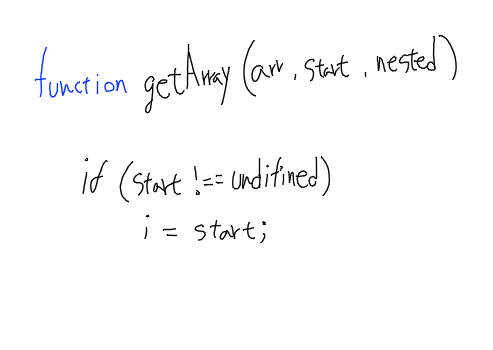 function getArray(arr, start, nested)
if (start !== undifined)
i = start;